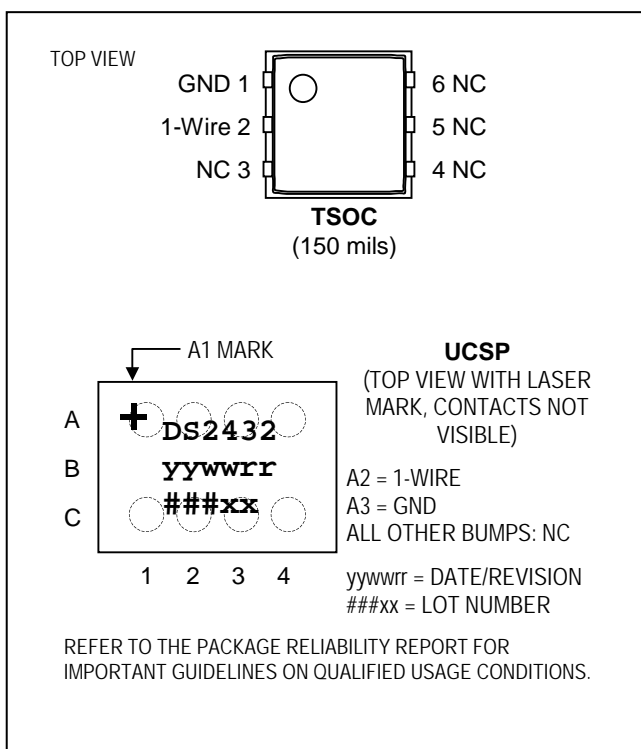 TOP VIEW
GND 1
6 NC
1-Wire 2
5 NC
NC 3
4 NC
TSOC
(150 mils)
A1 MARK
UCSP
(TOP VIEW WITH LASER
MARK, CONTACTS NOT
VISIBLE)
A
B
C
+
DS2432
yywwrr
###xx
1 2 3 4
A2 = 1-WIRE
A3 = GND
ALL OTHER BUMPS: NC
yywwrr = DATE/REVISION
###xx = LOT NUMBER
REFER TO THE PACKAGE RELIABILITY REPORT FOR
IMPORTANT GUIDELINES ON QUALIFIED USAGE CONDITIONS.